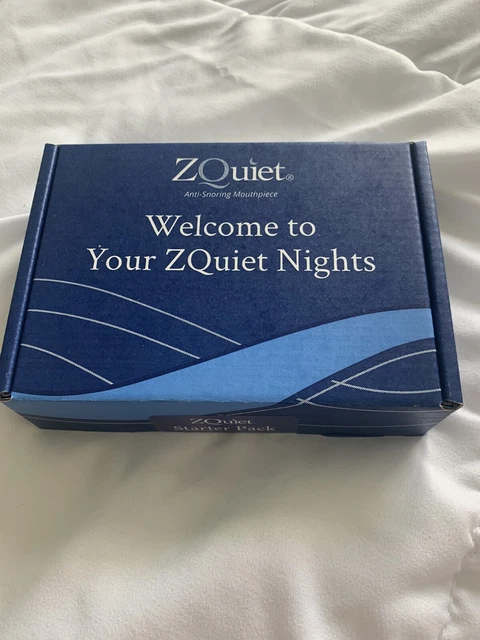 ZQuiet®
Anti-Snoring Mouthpiece
Welcome to
Your ZQuiet Nights
ZQuiet
Starter Pack